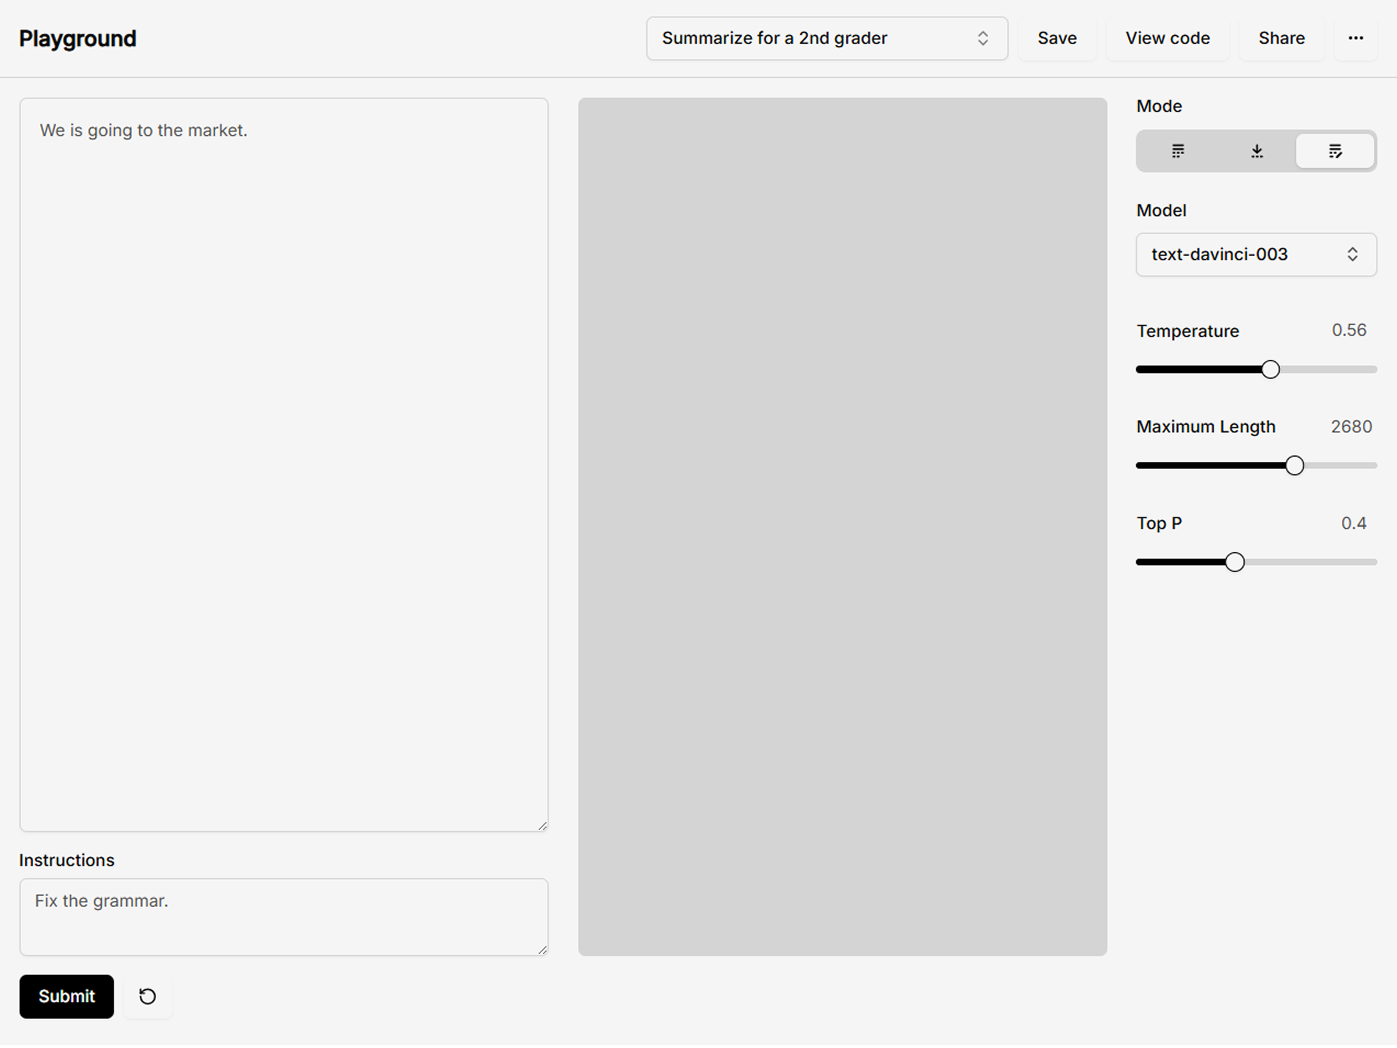 Playground
Summarize for a 2nd grader
Save
View code
Share
We is going to the market.
Instructions
Fix the grammar.
Submit
Mode
Model
text-davinci-003
Temperature 0.56
Maximum Length 2680
Top P 0.4